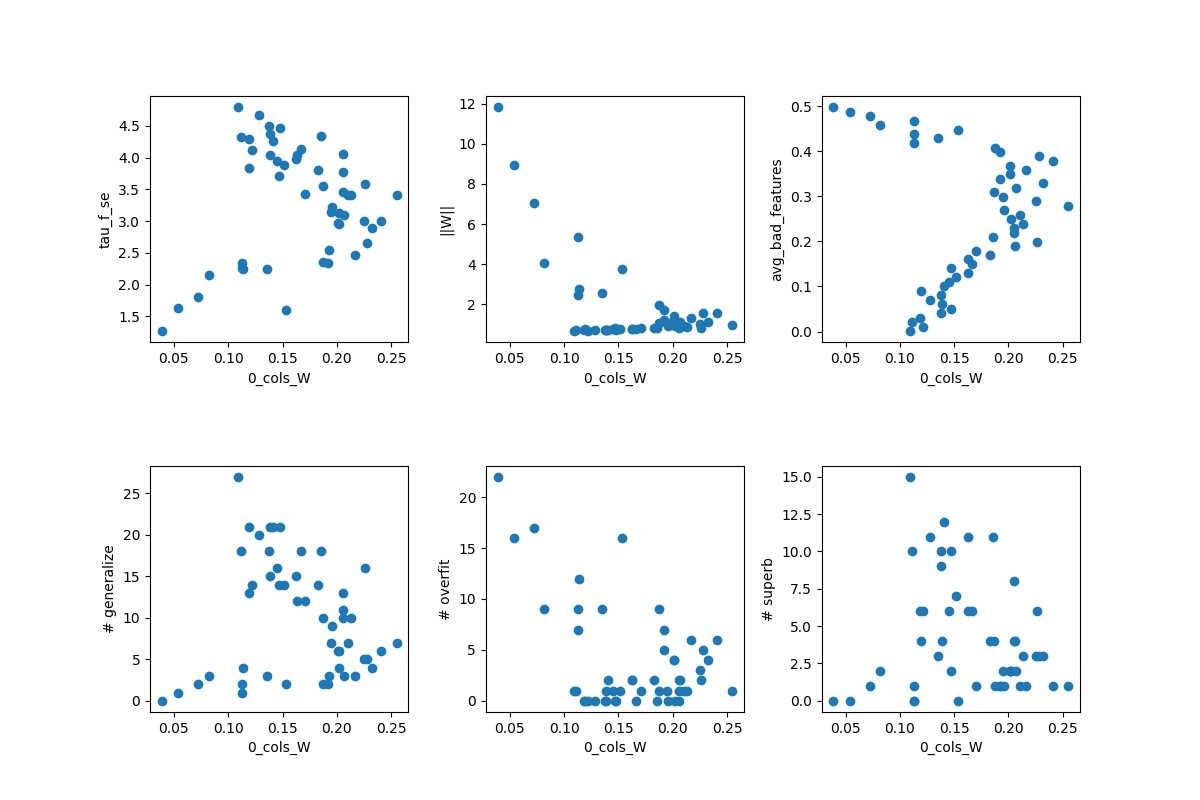 tau_f_se
4.5
4.0
3.5
3.0
2.5
2.0
1.5
0.05 0.10 0.15 0.20 0.25
0_cols_W
||W||
12
10
8
6
4
2
0.05 0.10 0.15 0.20 0.25
0_cols_W
avg_bad_features
0.5
0.4
0.3
0.2
0.1
0.0
0.05 0.10 0.15 0.20 0.25
0_cols_W
# generalize
25
20
15
10
5
0
0.05 0.10 0.15 0.20 0.25
0_cols_W
# overfit
20
15
10
5
0
0.05 0.10 0.15 0.20 0.25
0_cols_W
# superb
15.0
12.5
10.0
7.5
5.0
2.5
0.0
0.05 0.10 0.15 0.20 0.25
0_cols_W